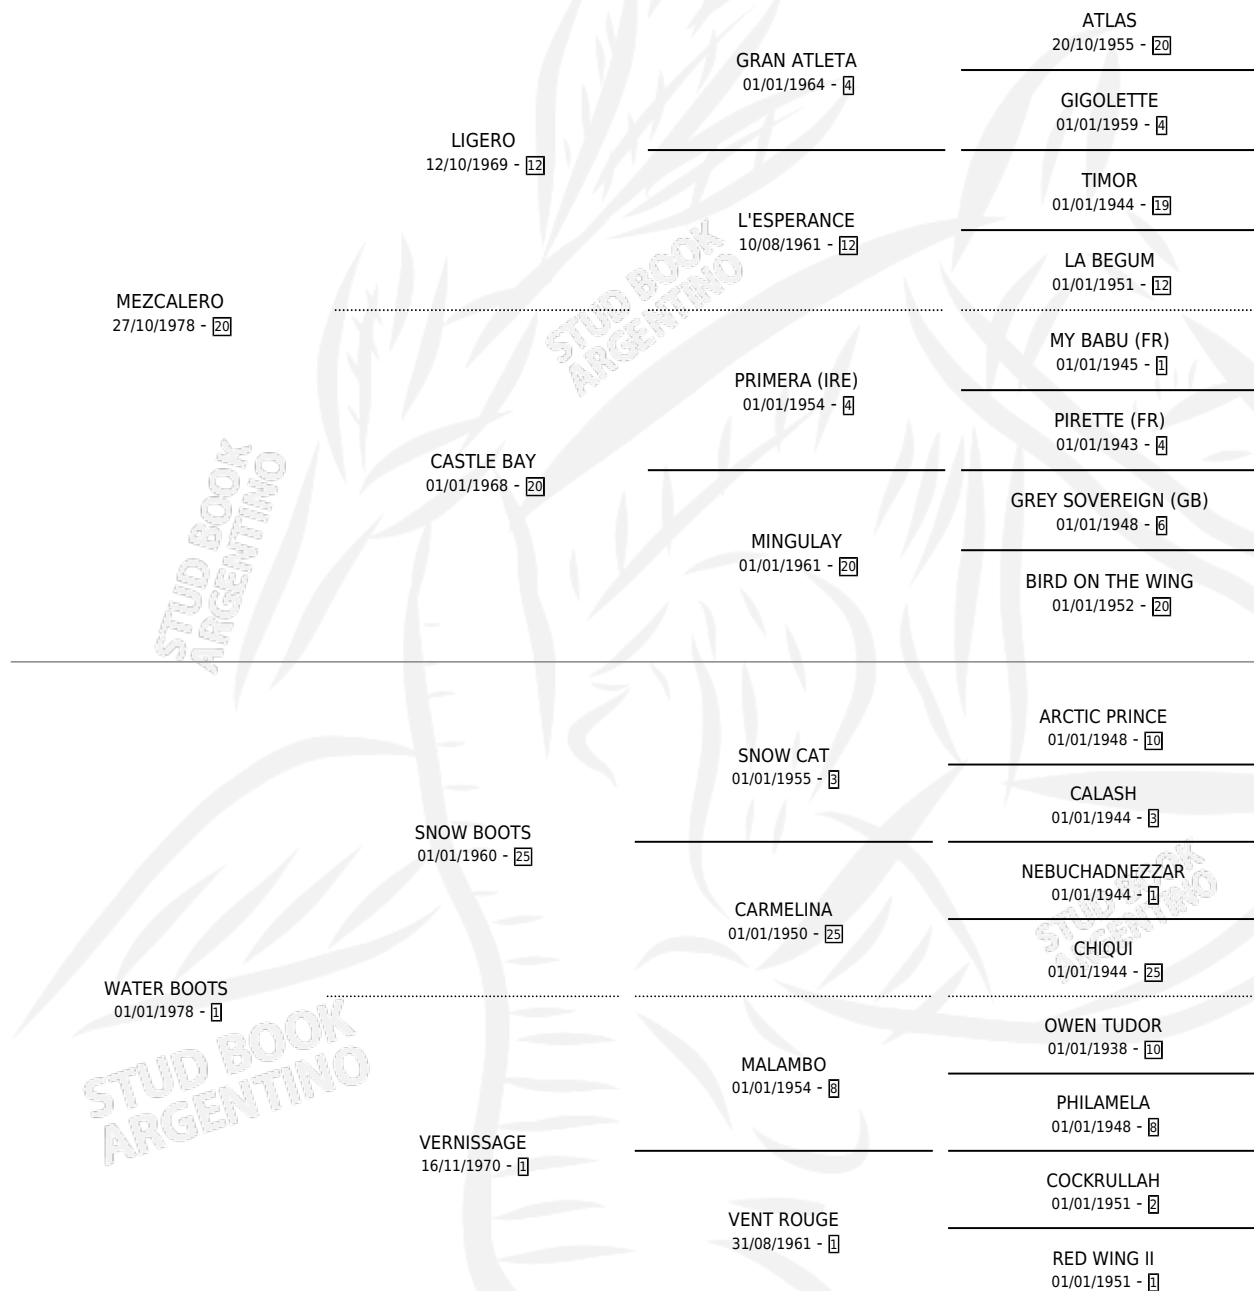 ATLAS
20/10/1955 - 20
GRAN ATLETA
01/01/1964 - 4
GIGOLETTE
01/01/1959 - 4
LIGERO
12/10/1969 - 12
TIMOR
01/01/1944 - 19
L'ESPERANCE
10/08/1961 - 12
LA BEGUM
01/01/1951 - 12
MEZCALERO
27/10/1978 - 20
MY BABU (FR)
01/01/1945 - 1
PRIMERA (IRE)
01/01/1954 - 4
PIRETTE (FR)
01/01/1943 - 4
CASTLE BAY
01/01/1968 - 20
GREY SOVEREIGN (GB)
01/01/1948 - 6
MINGULAY
01/01/1961 - 20
BIRD ON THE WING
01/01/1952 - 20
ARCTIC PRINCE
01/01/1948 - 10
SNOW CAT
01/01/1955 - 3
CALASH
01/01/1944 - 3
SNOW BOOTS
01/01/1960 - 25
NEBUCHADNEZZAR
01/01/1944 - 1
CARMELINA
01/01/1950 - 25
CHIQUI
01/01/1944 - 25
WATER BOOTS
01/01/1978 - 1
OWEN TUDOR
01/01/1938 - 10
MALAMBO
01/01/1954 - 8
PHILAMELA
01/01/1948 - 8
VERNISSAGE
16/11/1970 - 1
COCKRULLAH
01/01/1951 - 2
VENT ROUGE
31/08/1961 - 1
RED WING II
01/01/1951 - 1
STUD BOOK
ARGENTINO
STUD BOOK
ARGENTINO
STUD BOOK
ARGENTINO
STUD BOOK
ARGENTINO